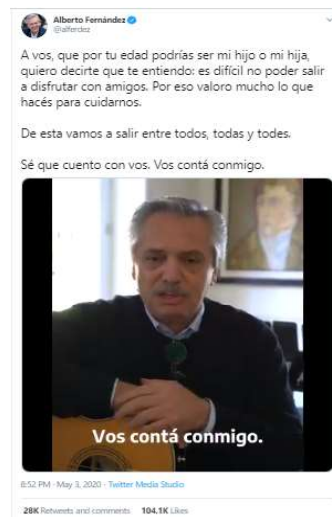 Alberto Fernández
@alferdez
A vos, que por tu edad podrías ser mi hijo o mi hija,
quiero decirte que te entiendo: es difícil no poder salir
a disfrutar con amigos. Por eso valoro mucho lo que
hacés para cuidarnos.
De esta vamos a salir entre todos, todas y todes.
Sé que cuento con vos. Vos contá conmigo.
Vos contá conmigo.
8:52 PM · May 3, 2020 · Twitter Media Studio
28K Retweets and comments 104.1K Likes